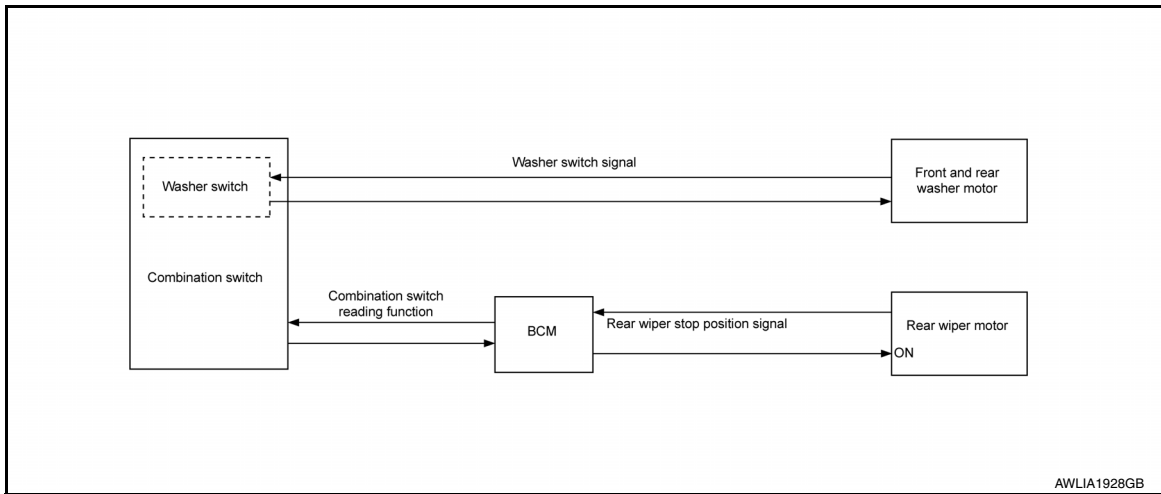 Washer switch signal
Washer switch
Front and rear
washer motor
Combination switch
Combination switch
reading function
BCM
Rear wiper stop position signal
Rear wiper motor
ON
AWLIA1928GB